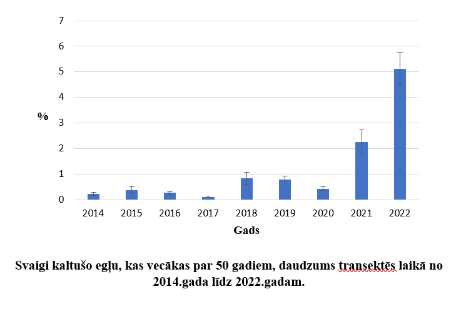 7
6
5
4
3
2
1
0
%
2014 2015 2016 2017 2018 2019 2020 2021 2022
Gads
Svaigi kaltušo egļu, kas vecākas par 50 gadiem, daudzums transektēs laikā no
2014.gada līdz 2022.gadam.